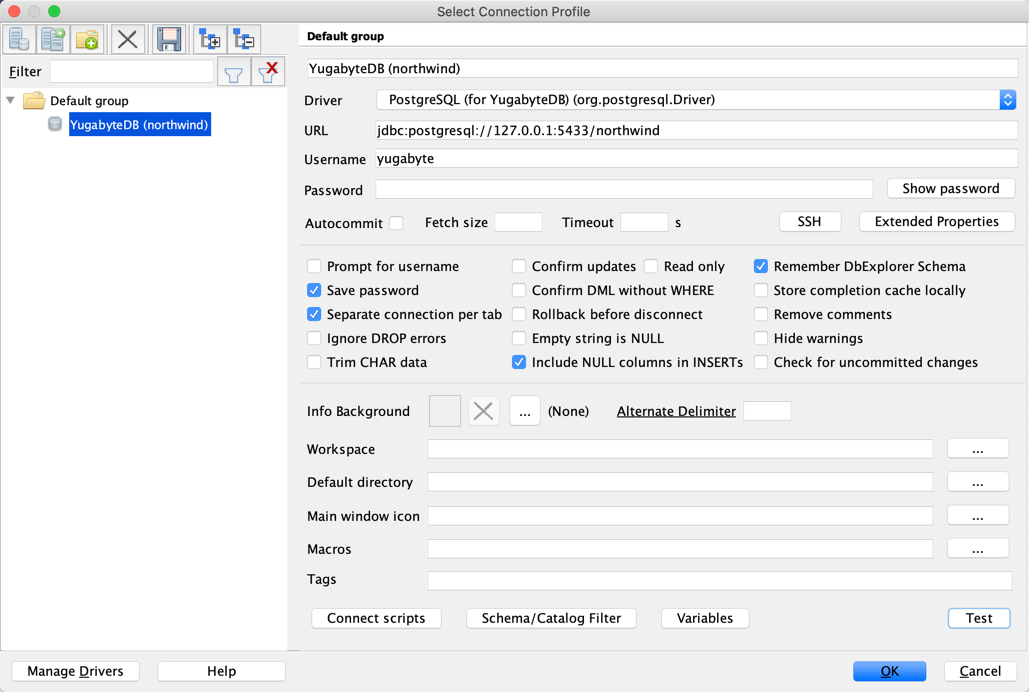 Select Connection Profile
Default group
Filter
Default group
YugabyteDB (northwind)
YugabyteDB (northwind)
Driver PostgreSQL (for YugabyteDB) (org.postgresql.Driver)
URL jdbc:postgresql://127.0.0.1:5433/northwind
Username yugabyte
Password Show password
Autocommit Fetch size Timeout s SSH Extended Properties
Prompt for username Confirm updates Read only Remember DbExplorer Schema
Save password Confirm DML without WHERE Store completion cache locally
Separate connection per tab Rollback before disconnect Remove comments
Ignore DROP errors Empty string is NULL Hide warnings
Trim CHAR data Include NULL columns in INSERTs Check for uncommitted changes
Info Background ... (None) Alternate Delimiter
Workspace ...
Default directory ...
Main window icon ...
Macros ...
Tags
Connect scripts Schema/Catalog Filter Variables Test
Manage Drivers Help OK Cancel